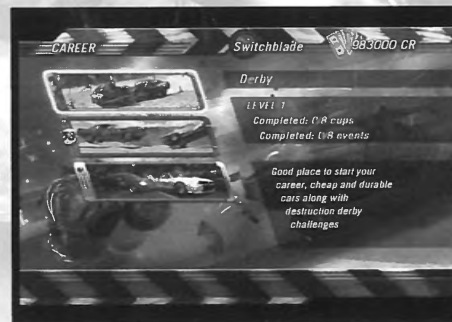 CAREER
Switchblade
983000 CR
Derby
LEVEL 1
Completed: 0/8 cups
Completed: 0/8 events
Good place to start your
career, cheap and durable
cars along with
destruction derby
challenges